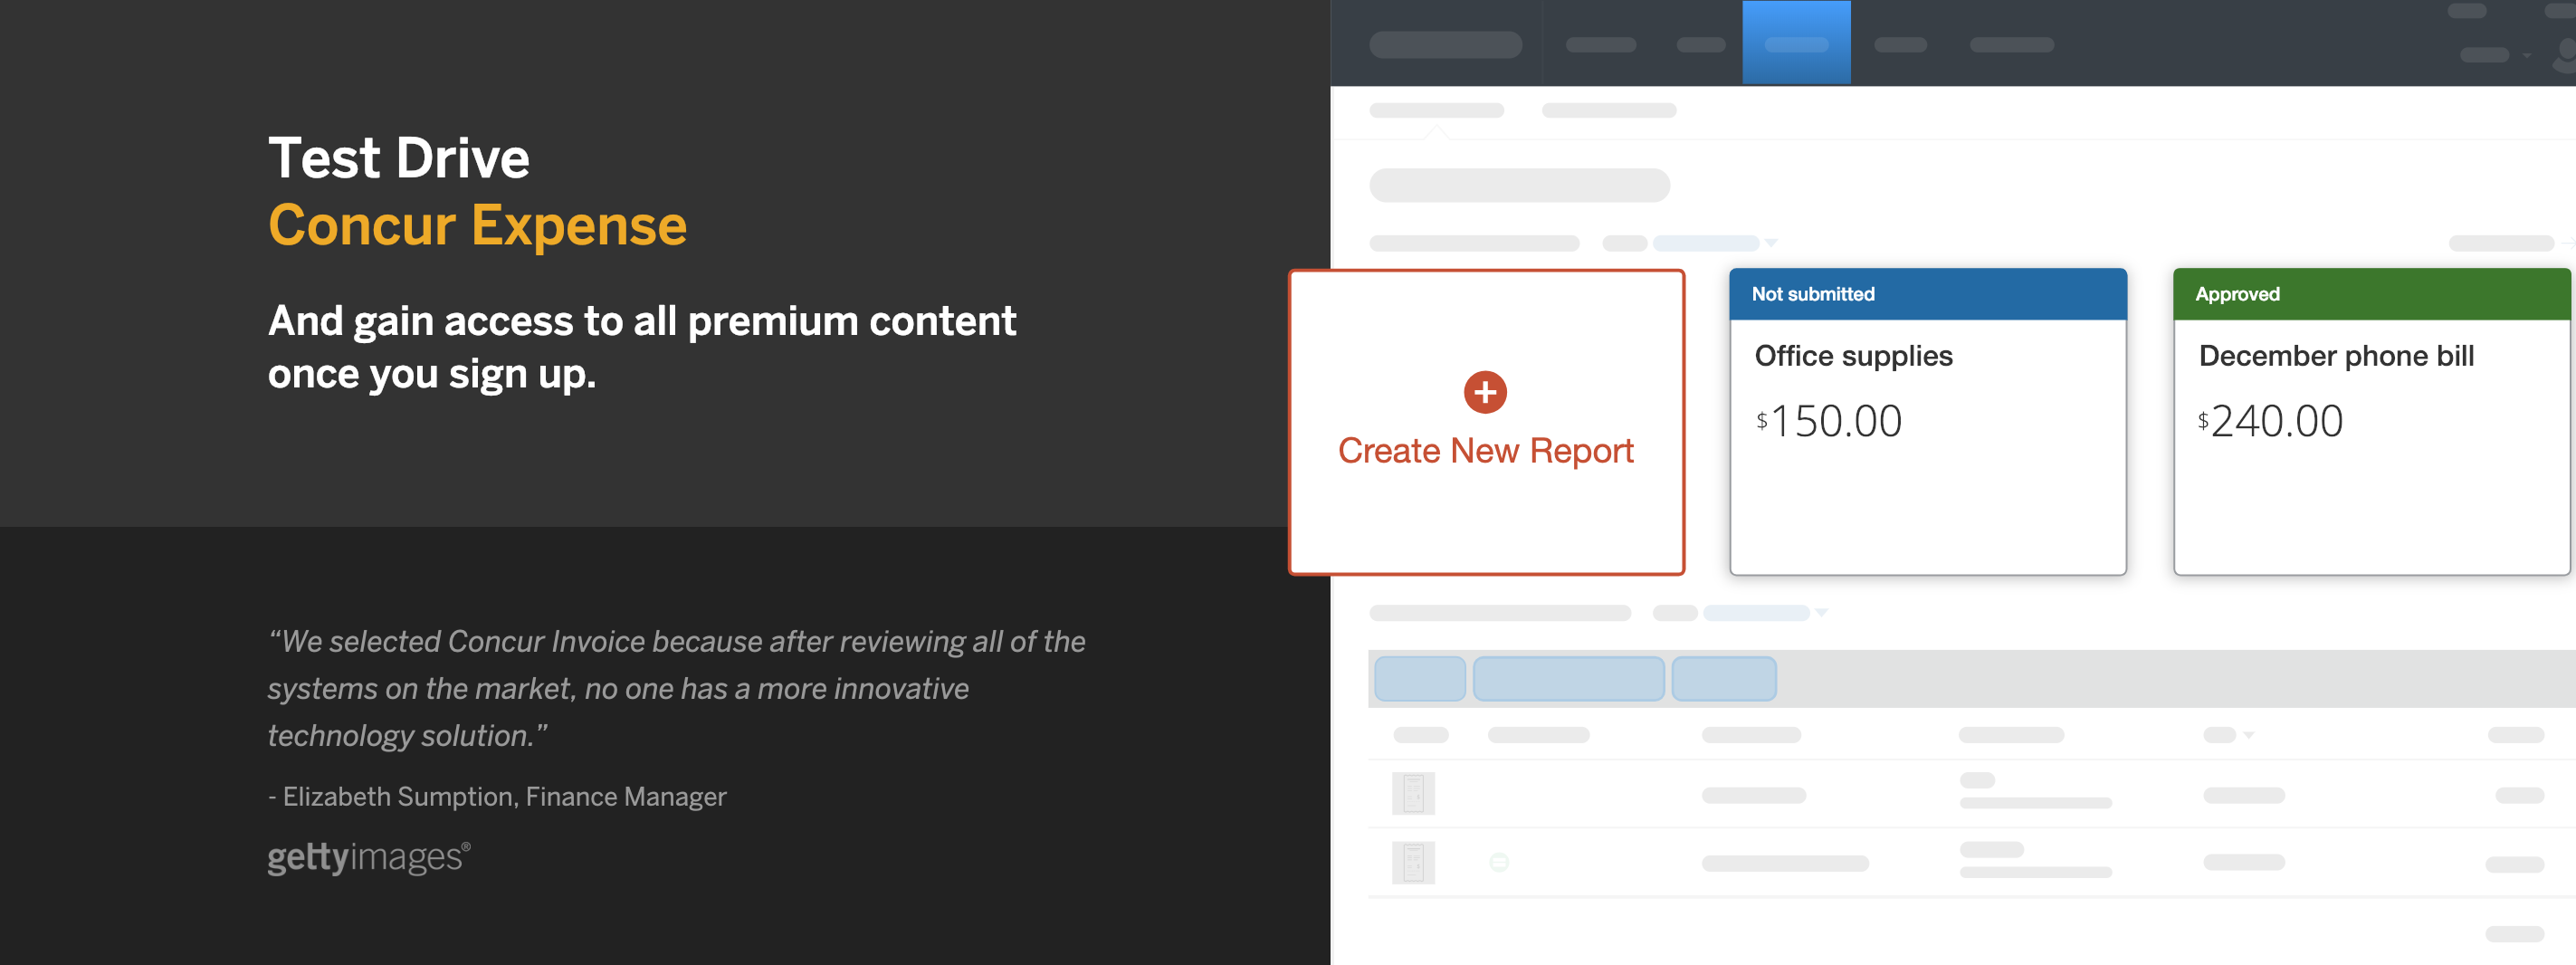 Test Drive
Concur Expense
And gain access to all premium content
once you sign up.
“We selected Concur Invoice because after reviewing all of the
systems on the market, no one has a more innovative
technology solution.”
- Elizabeth Sumption, Finance Manager
gettyimages®
Create New Report
Not submitted
Office supplies
$150.00
Approved
December phone bill
$240.00